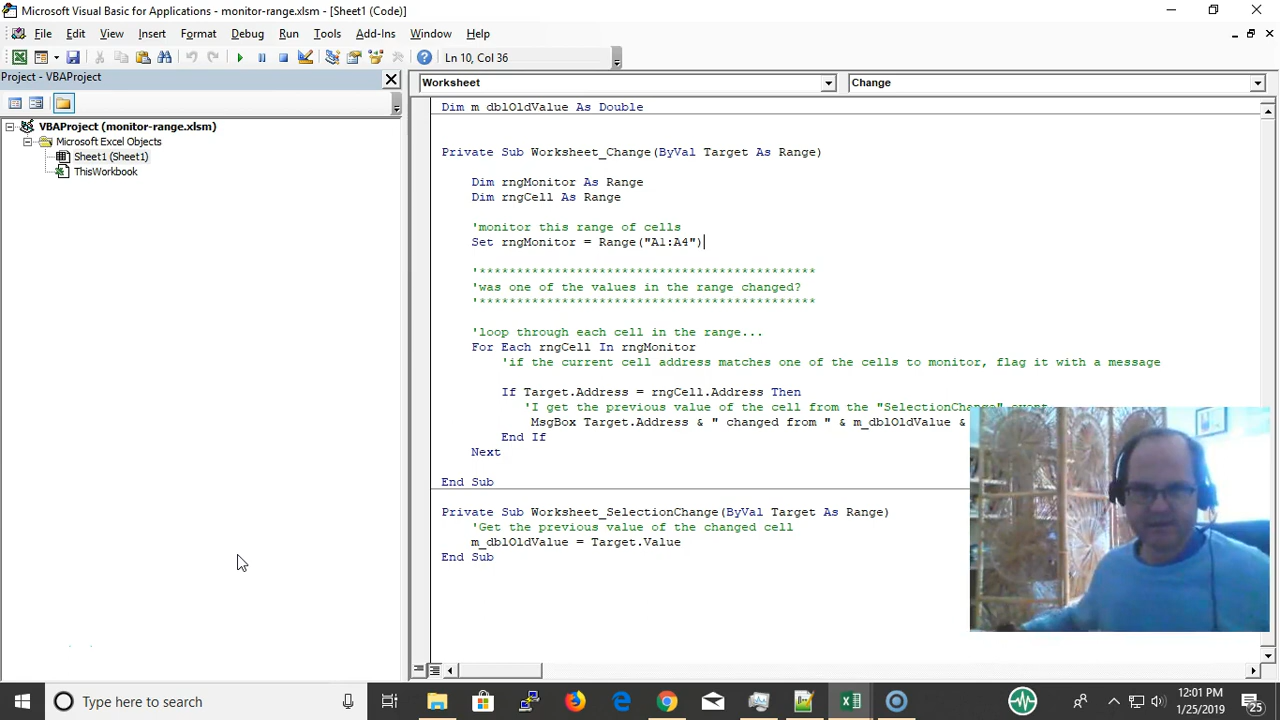 Microsoft Visual Basic for Applications - monitor-range.xlsm - [Sheet1 (Code)]
File Edit View Insert Format Debug Run Tools Add-Ins Window Help
Ln 10, Col 36
Project - VBAProject
Worksheet
Change
VBAProject (monitor-range.xlsm)
Microsoft Excel Objects
Sheet1 (Sheet1)
ThisWorkbook
Dim m_dblOldValue As Double
Private Sub Worksheet_Change(ByVal Target As Range)
Dim rngMonitor As Range
Dim rngCell As Range
'monitor this range of cells
Set rngMonitor = Range("A1:A4")
'*********************************************
'was one of the values in the range changed?
'*********************************************
'loop through each cell in the range...
For Each rngCell In rngMonitor
'if the current cell address matches one of the cells to monitor, flag it with a message
If Target.Address = rngCell.Address Then
'I get the previous value of the cell from the "SelectionChange" event
MsgBox Target.Address & " changed from " & m_dblOldValue &
End If
Next
End Sub
Private Sub Worksheet_SelectionChange(ByVal Target As Range)
'Get the previous value of the changed cell
m_dblOldValue = Target.Value
End Sub
Type here to search
12:01 PM
1/25/2019
25